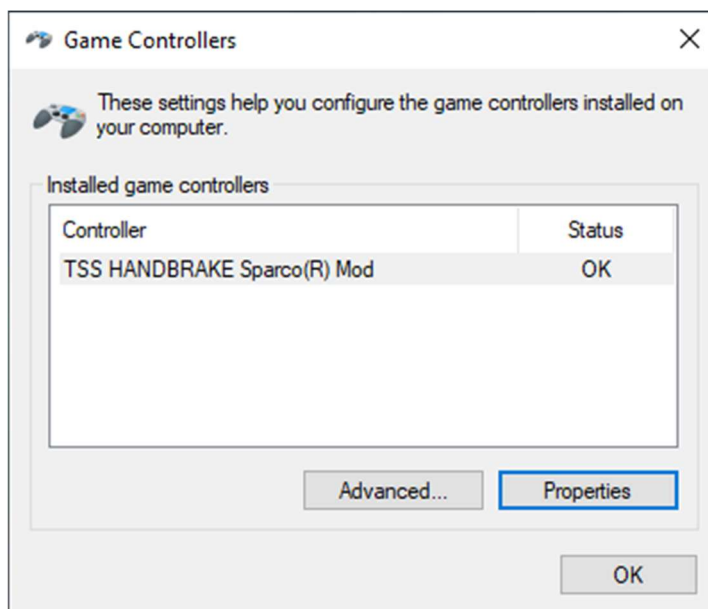 Game Controllers
These settings help you configure the game controllers installed on
your computer.
Installed game controllers
Controller Status
TSS HANDBRAKE Sparco(R) Mod OK
Advanced... Properties
OK